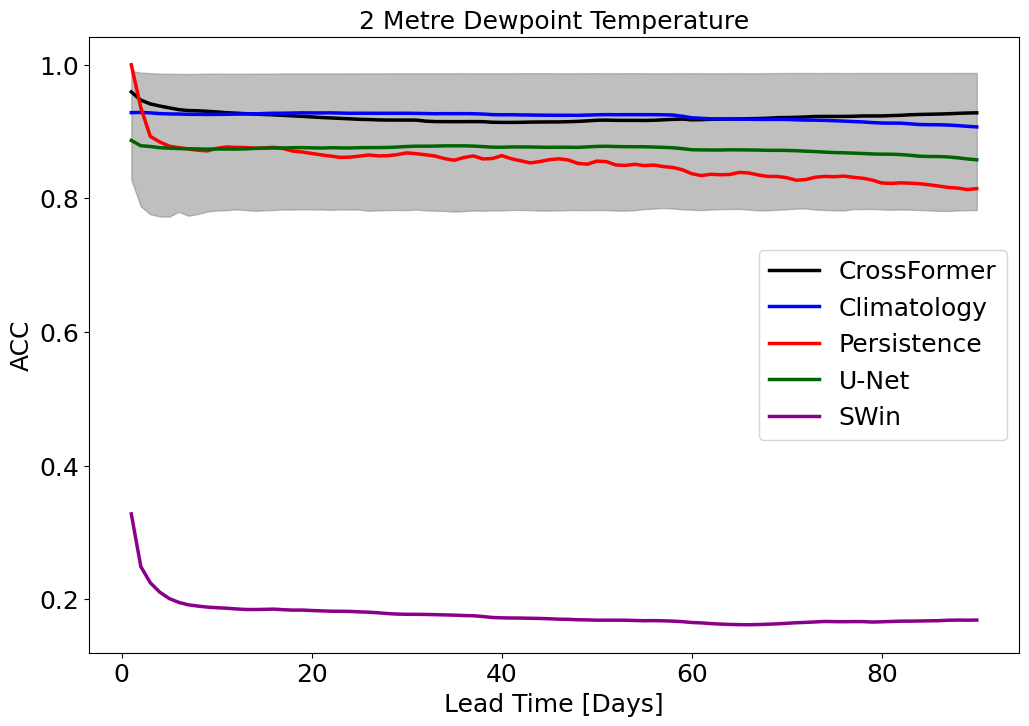 2 Metre Dewpoint Temperature
1.0
0.8
0.6
0.4
0.2
ACC
CrossFormer
Climatology
Persistence
U-Net
SWin
0 20 40 60 80
Lead Time [Days]